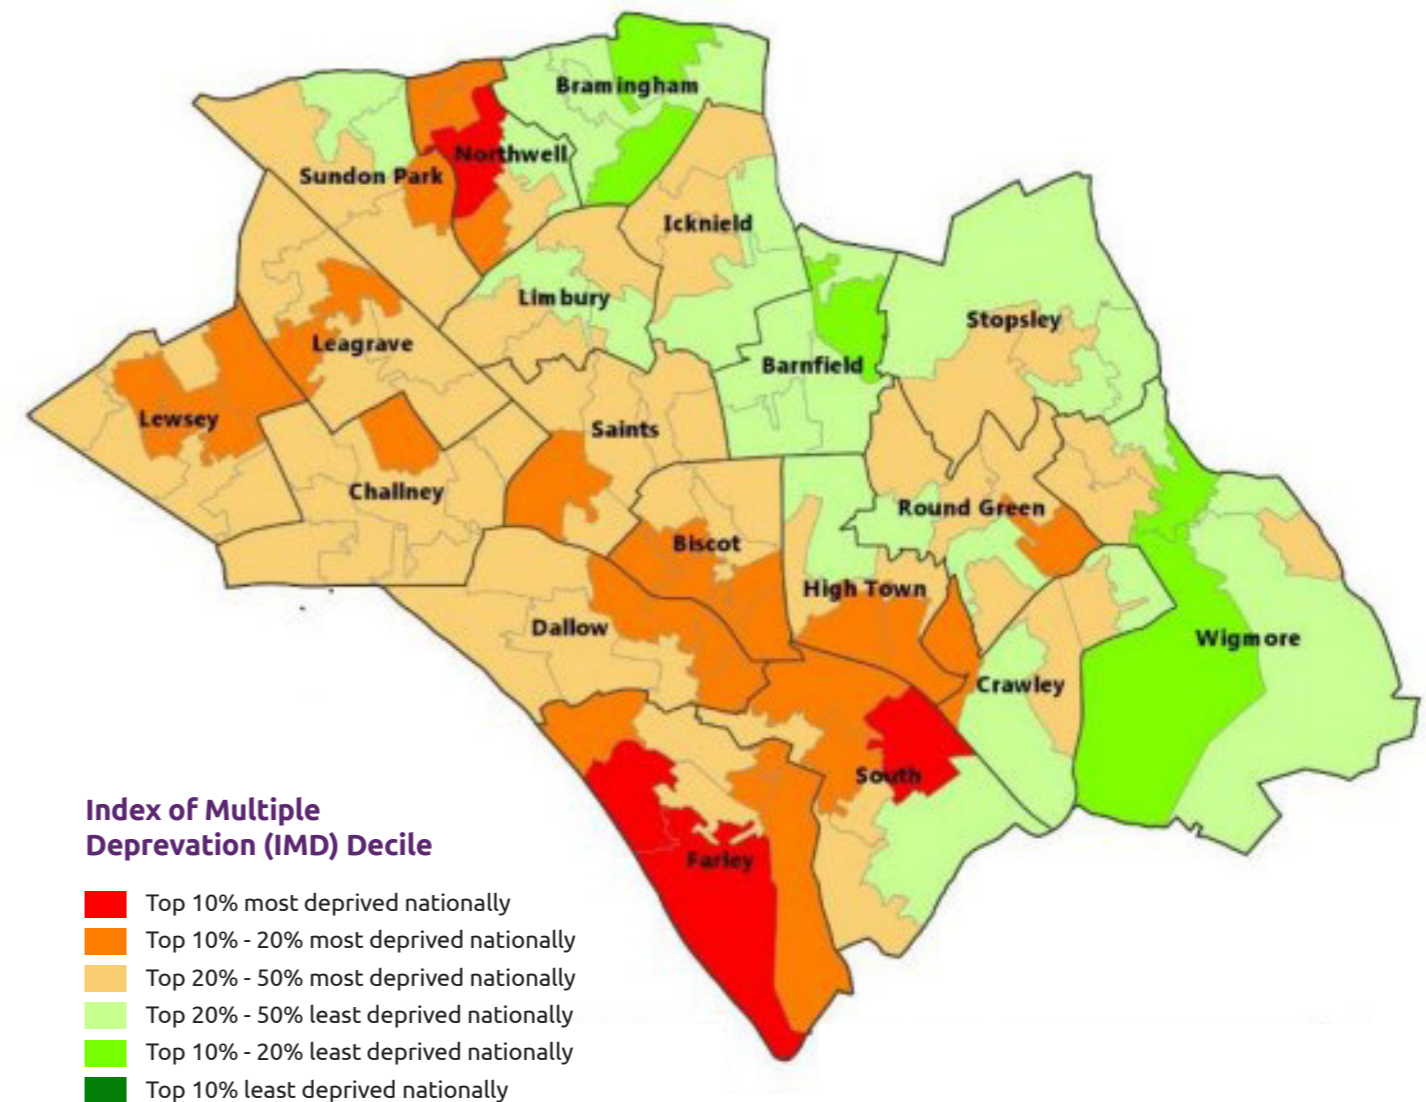 Bramingham
Northwell
Sundon Park
Icknield
Limbury
Stopsley
Leagrave
Barnfield
Lewsey
Saints
Challney
Round Green
Biscot
High Town
Dallow
Wigmore
Crawley
South
Farley
Index of Multiple
Deprevation (IMD) Decile
Top 10% most deprived nationally
Top 10% - 20% most deprived nationally
Top 20% - 50% most deprived nationally
Top 20% - 50% least deprived nationally
Top 10% - 20% least deprived nationally
Top 10% least deprived nationally